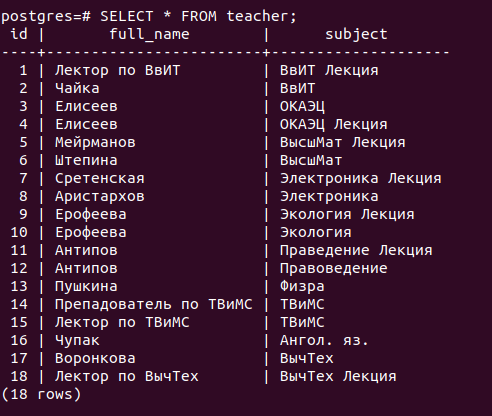 postgres=# SELECT * FROM teacher;
 id |        full_name        |      subject
----+-------------------------+--------------------
  1 | Лектор по ВвИТ          | ВвИТ Лекция
  2 | Чайка                   | ВвИТ
  3 | Елисеев                 | ОКАЭЦ
  4 | Елисеев                 | ОКАЭЦ Лекция
  5 | Мейрманов               | ВысшМат Лекция
  6 | Штепина                 | ВысшМат
  7 | Сретенская              | Электроника Лекция
  8 | Аристархов              | Электроника
  9 | Ерофеева                | Экология Лекция
 10 | Ерофеева                | Экология
 11 | Антипов                 | Праведение Лекция
 12 | Антипов                 | Правоведение
 13 | Пушкина                 | Физра
 14 | Препадователь по ТВиМС | ТВиМС
 15 | Лектор по ТВиМС         | ТВиМС
 16 | Чупак                   | Ангол. яз.
 17 | Воронкова               | ВычТех
 18 | Лектор по ВычТех        | ВычТех Лекция
(18 rows)